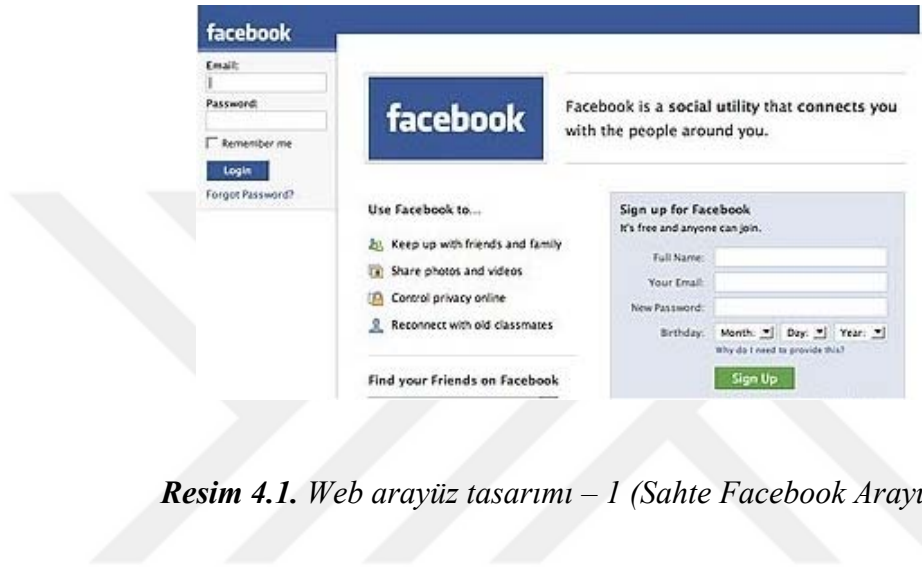 facebook
Email:
Password:
Remember me
Login
Forgot Password?
facebook
Facebook is a social utility that connects you
with the people around you.
Use Facebook to...
Keep up with friends and family
Share photos and videos
Control privacy online
Reconnect with old classmates
Find your Friends on Facebook
Sign up for Facebook
It's free and anyone can join.
Full Name:
Your Email:
New Password:
Birthday: Month: Day: Year:
Why do I need to provide this?
Sign Up
Resim 4.1. Web arayüz tasarımı – 1 (Sahte Facebook